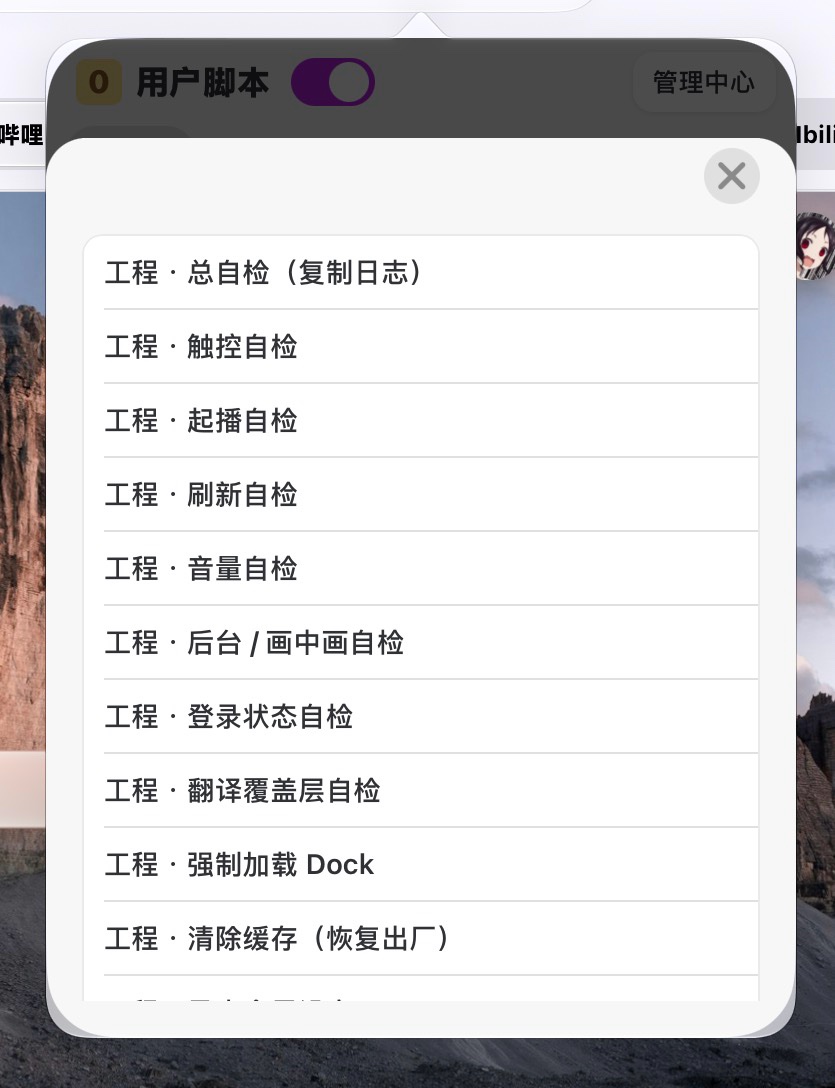 0 用户脚本 管理中心
哔哩
lbili
工程 · 总自检（复制日志）
工程 · 触控自检
工程 · 起播自检
工程 · 刷新自检
工程 · 音量自检
工程 · 后台 / 画中画自检
工程 · 登录状态自检
工程 · 翻译覆盖层自检
工程 · 强制加载 Dock
工程 · 清除缓存（恢复出厂）